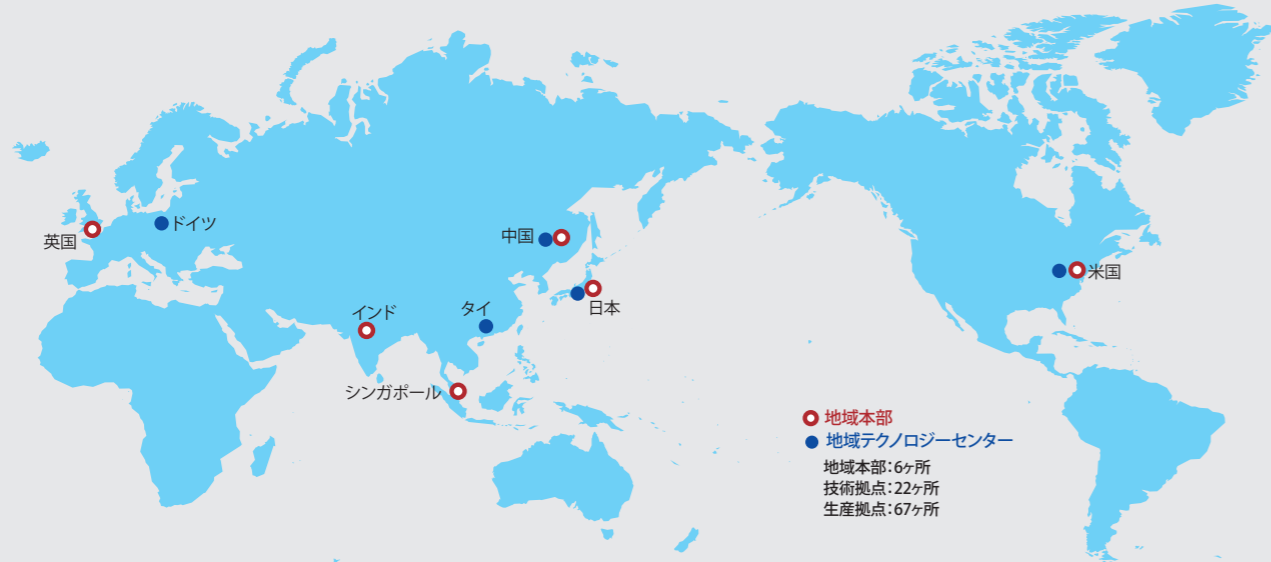 ドイツ
英国
中国
米国
インド
タイ
日本
シンガポール
地域本部
地域テクノロジーセンター
地域本部：6ヶ所
技術拠点：22ヶ所
生産拠点：67ヶ所